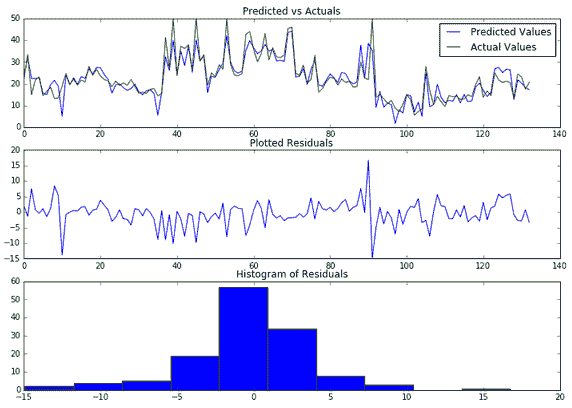 Predicted vs Actuals
50
40
30
20
10
0
Predicted Values
Actual Values
0 20 40 60 80 100 120 140
Plotted Residuals
20
15
10
5
0
−5
−10
−15
0 20 40 60 80 100 120 140
Histogram of Residuals
60
50
40
30
20
10
0
−15 −10 −5 0 5 10 15 20